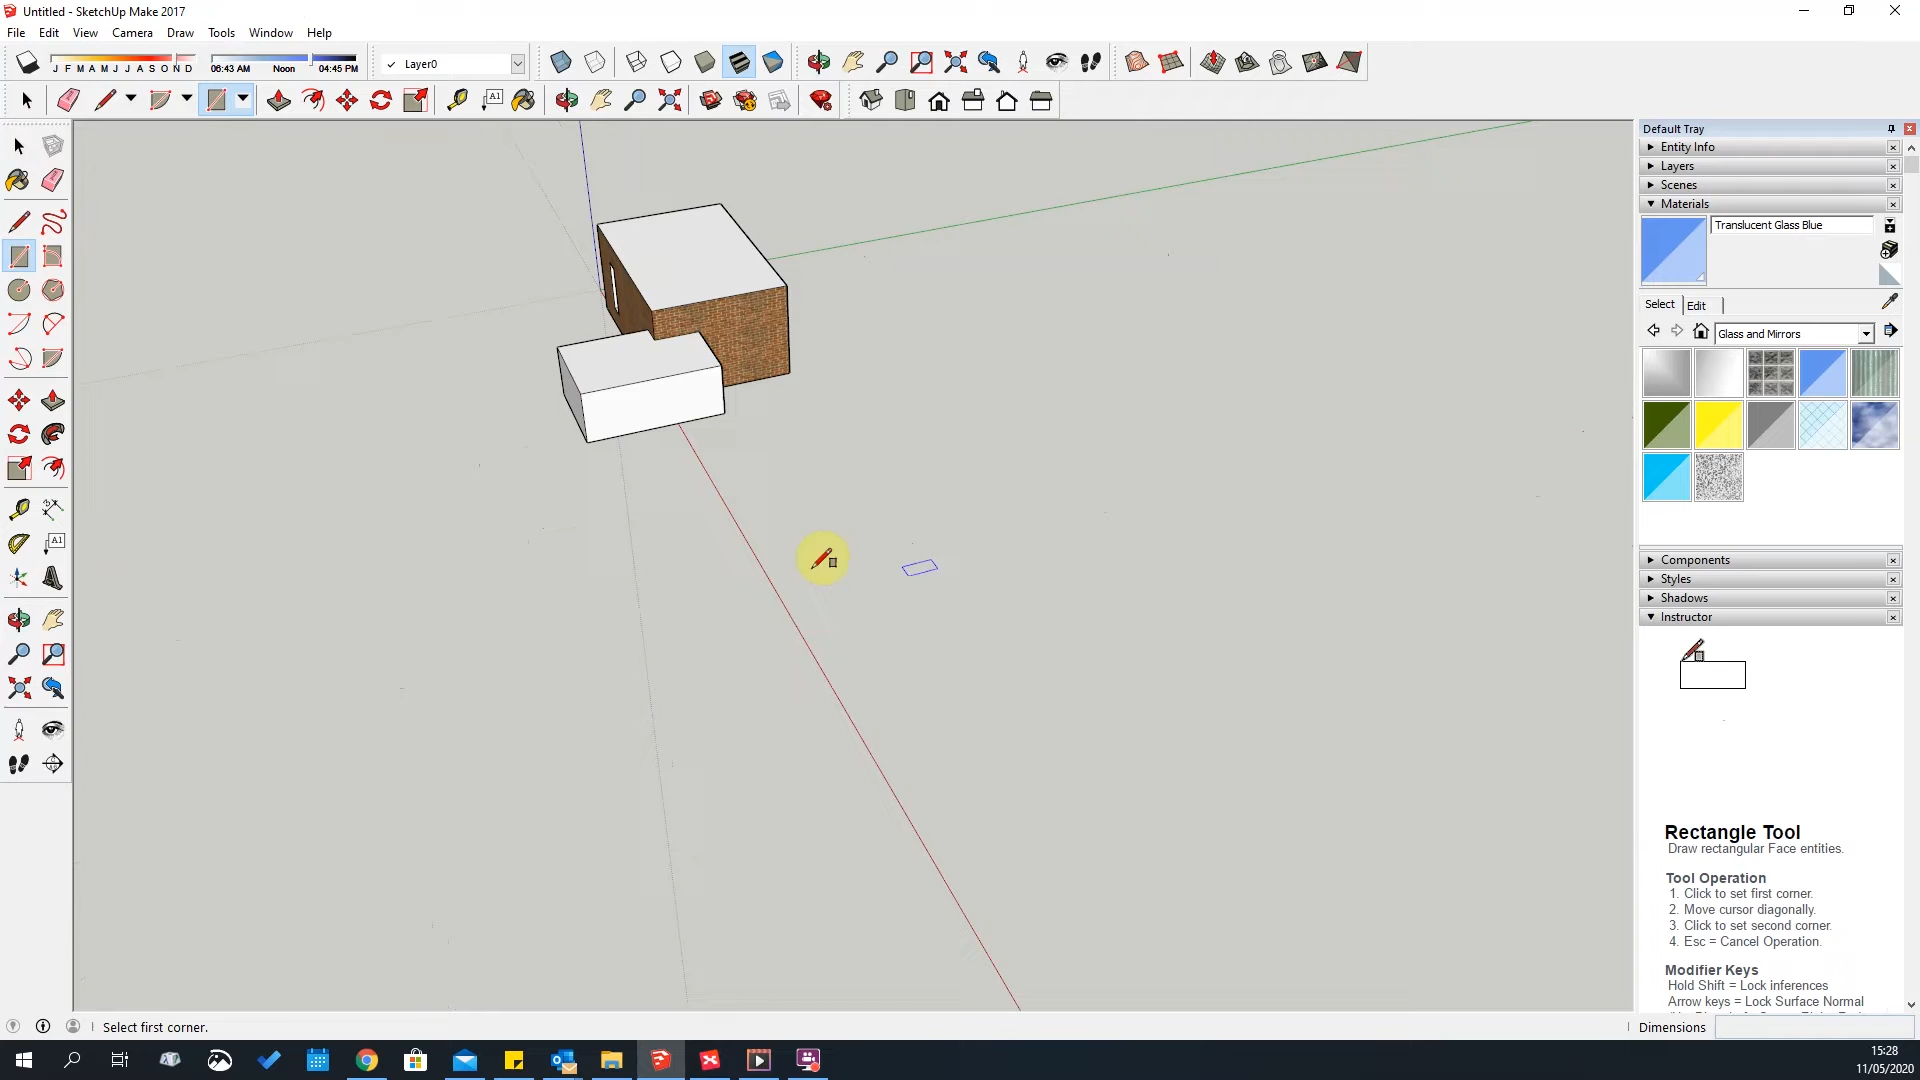 Untitled - SketchUp Make 2017
File Edit View Camera Draw Tools Window Help
J F M A M J J A S O N D
06:43 AM Noon 04:45 PM
Layer0
A1
Default Tray
Entity Info
Layers
Scenes
Materials
Translucent Glass Blue
Select Edit
Glass and Mirrors
A1
Components
Styles
Shadows
Instructor
Rectangle Tool
Draw rectangular Face entities.
Tool Operation
1. Click to set first corner.
2. Move cursor diagonally.
3. Click to set second corner.
4. Esc = Cancel Operation.
Modifier Keys
Hold Shift = Lock inferences
Arrow keys = Lock Surface Normal
Select first corner.
Dimensions
15:28
11/05/2020